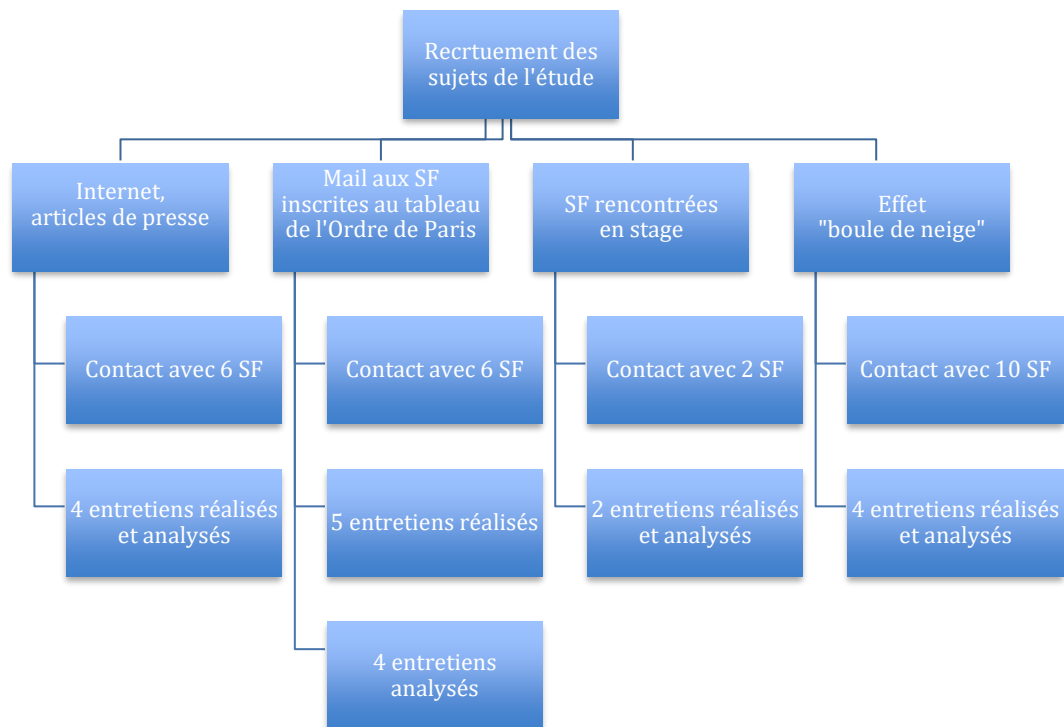 Recrtuement des
sujets de l'étude
Internet,
articles de presse
Mail aux SF
inscrites au tableau
de l'Ordre de Paris
SF rencontrées
en stage
Effet
"boule de neige"
Contact avec 6 SF
Contact avec 6 SF
Contact avec 2 SF
Contact avec 10 SF
4 entretiens réalisés
et analysés
5 entretiens réalisés
2 entretiens réalisés
et analysés
4 entretiens réalisés
et analysés
4 entretiens
analysés